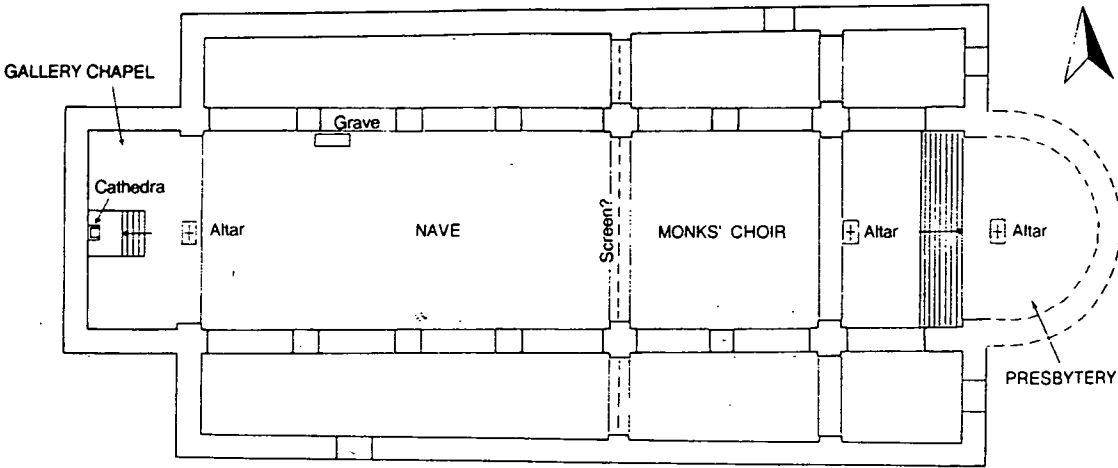 GALLERY CHAPEL
Grave
Cathedra
Altar
NAVE
Screen?
MONKS' CHOIR
Altar
Altar
PRESBYTERY